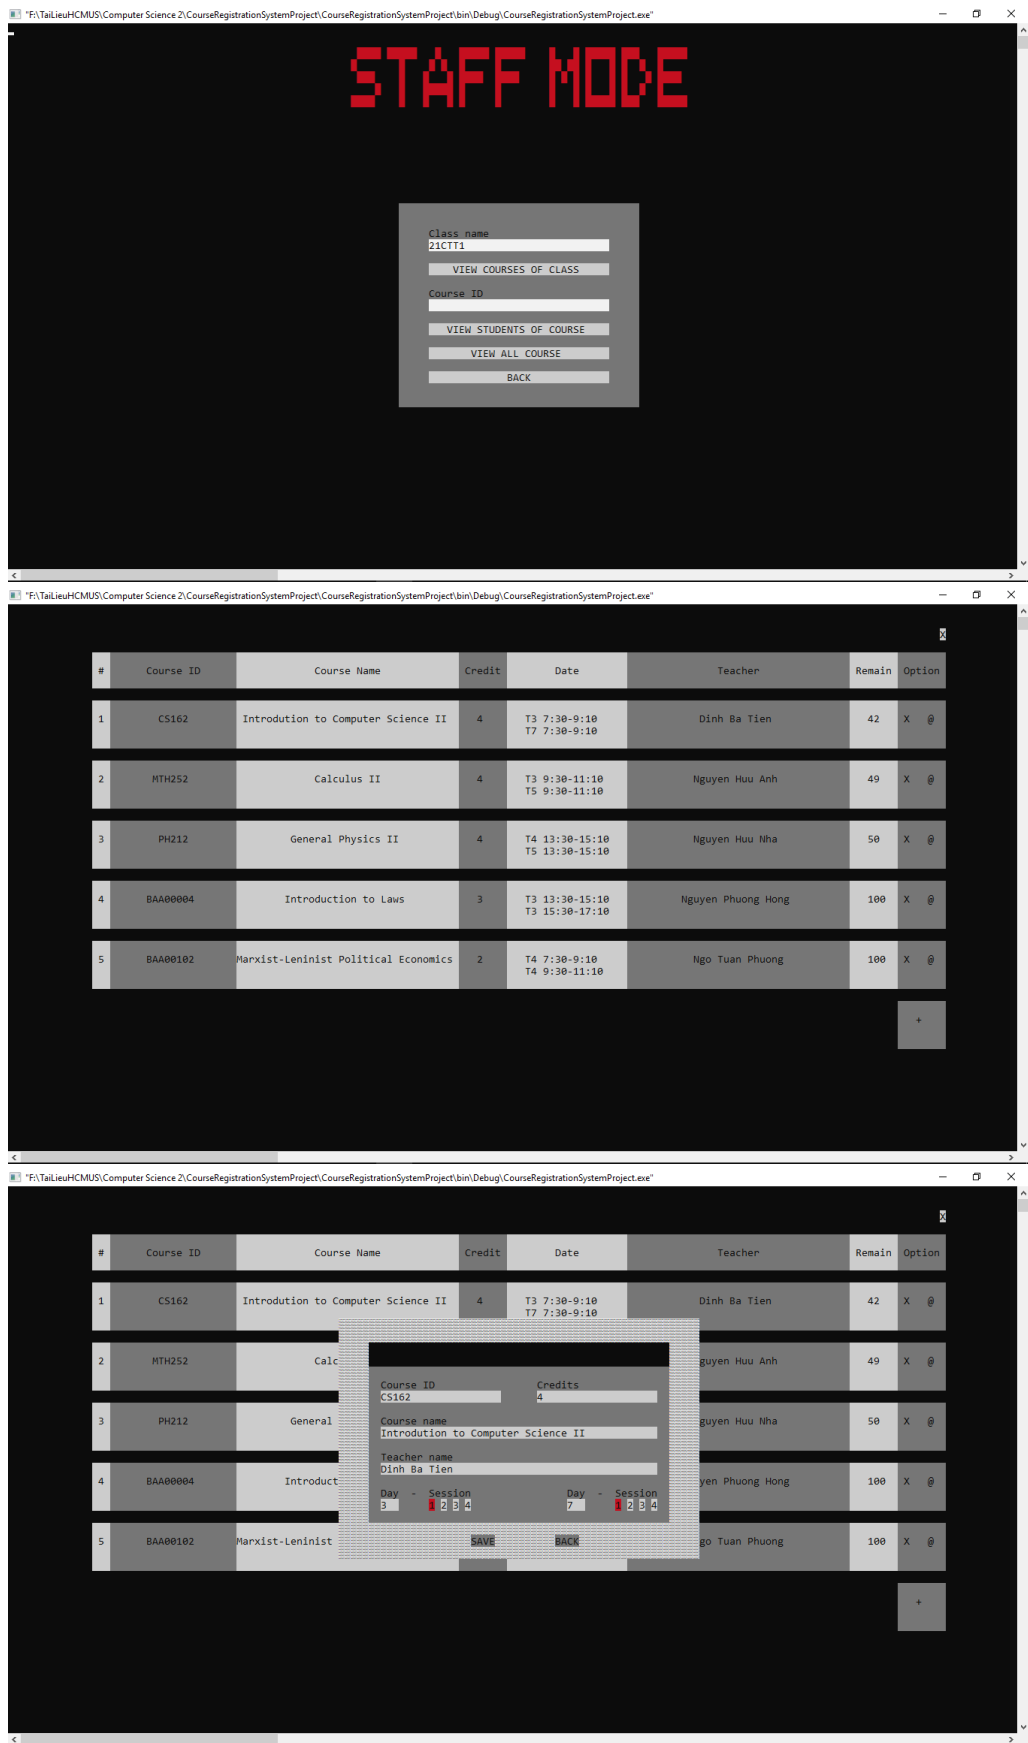 "F:\TaiLieuHCMUS\Computer Science 2\CourseRegistrationSystemProject\CourseRegistrationSystemProject\bin\Debug\CourseRegistrationSystemProject.exe"
STAFF MODE
Class name
21CTT1
VIEW COURSES OF CLASS
Course ID
VIEW STUDENTS OF COURSE
VIEW ALL COURSE
BACK
"F:\TaiLieuHCMUS\Computer Science 2\CourseRegistrationSystemProject\CourseRegistrationSystemProject\bin\Debug\CourseRegistrationSystemProject.exe"
X
# Course ID Course Name Credit Date Teacher Remain Option
1 CS162 Introdution to Computer Science II 4 T3 7:30-9:10 Dinh Ba Tien 42 X @
T7 7:30-9:10
2 MTH252 Calculus II 4 T3 9:30-11:10 Nguyen Huu Anh 49 X @
T5 9:30-11:10
3 PH212 General Physics II 4 T4 13:30-15:10 Nguyen Huu Nha 50 X @
T5 13:30-15:10
4 BAA00004 Introduction to Laws 3 T3 13:30-15:10 Nguyen Phuong Hong 100 X @
T3 15:30-17:10
5 BAA00102 Marxist-Leninist Political Economics 2 T4 7:30-9:10 Ngo Tuan Phuong 100 X @
T4 9:30-11:10
+
"F:\TaiLieuHCMUS\Computer Science 2\CourseRegistrationSystemProject\CourseRegistrationSystemProject\bin\Debug\CourseRegistrationSystemProject.exe"
X
# Course ID Course Name Credit Date Teacher Remain Option
1 CS162 Introdution to Computer Science II 4 T3 7:30-9:10 Dinh Ba Tien 42 X @
T7 7:30-9:10
2 MTH252 Calc guyen Huu Anh 49 X @
3 PH212 General guyen Huu Nha 50 X @
4 BAA00004 Introduct yen Phuong Hong 100 X @
5 BAA00102 Marxist-Leninist go Tuan Phuong 100 X @
Course ID Credits
CS162 4
Course name
Introdution to Computer Science II
Teacher name
Dinh Ba Tien
Day - Session Day - Session
3 1 2 3 4 7 1 2 3 4
SAVE BACK
+